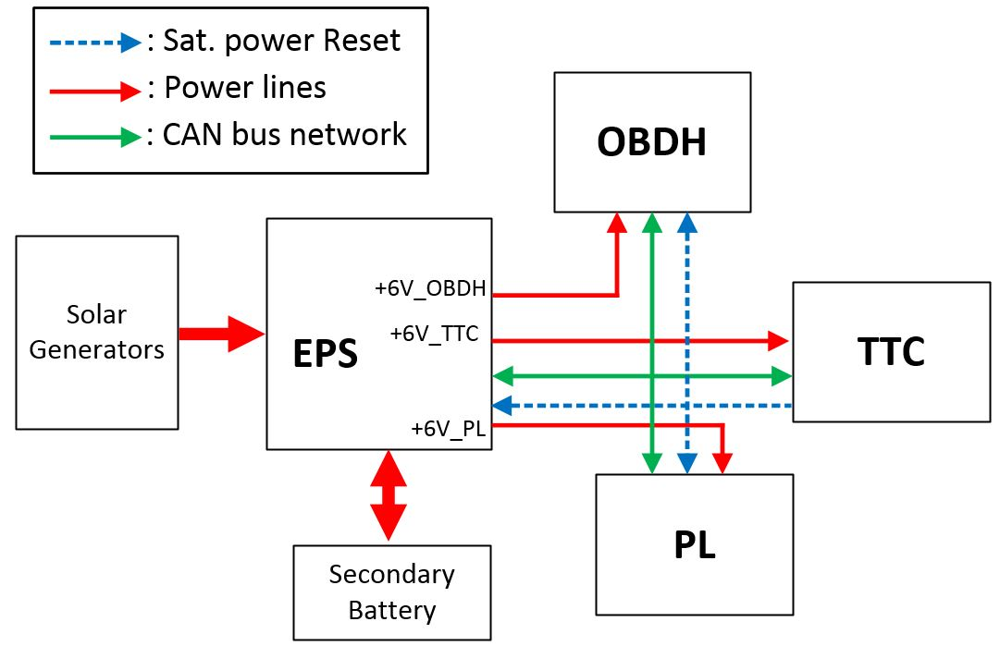 : Sat. power Reset
: Power lines
: CAN bus network
OBDH
Solar
Generators
EPS
+6V_OBDH
+6V_TTC
+6V_PL
TTC
PL
Secondary
Battery